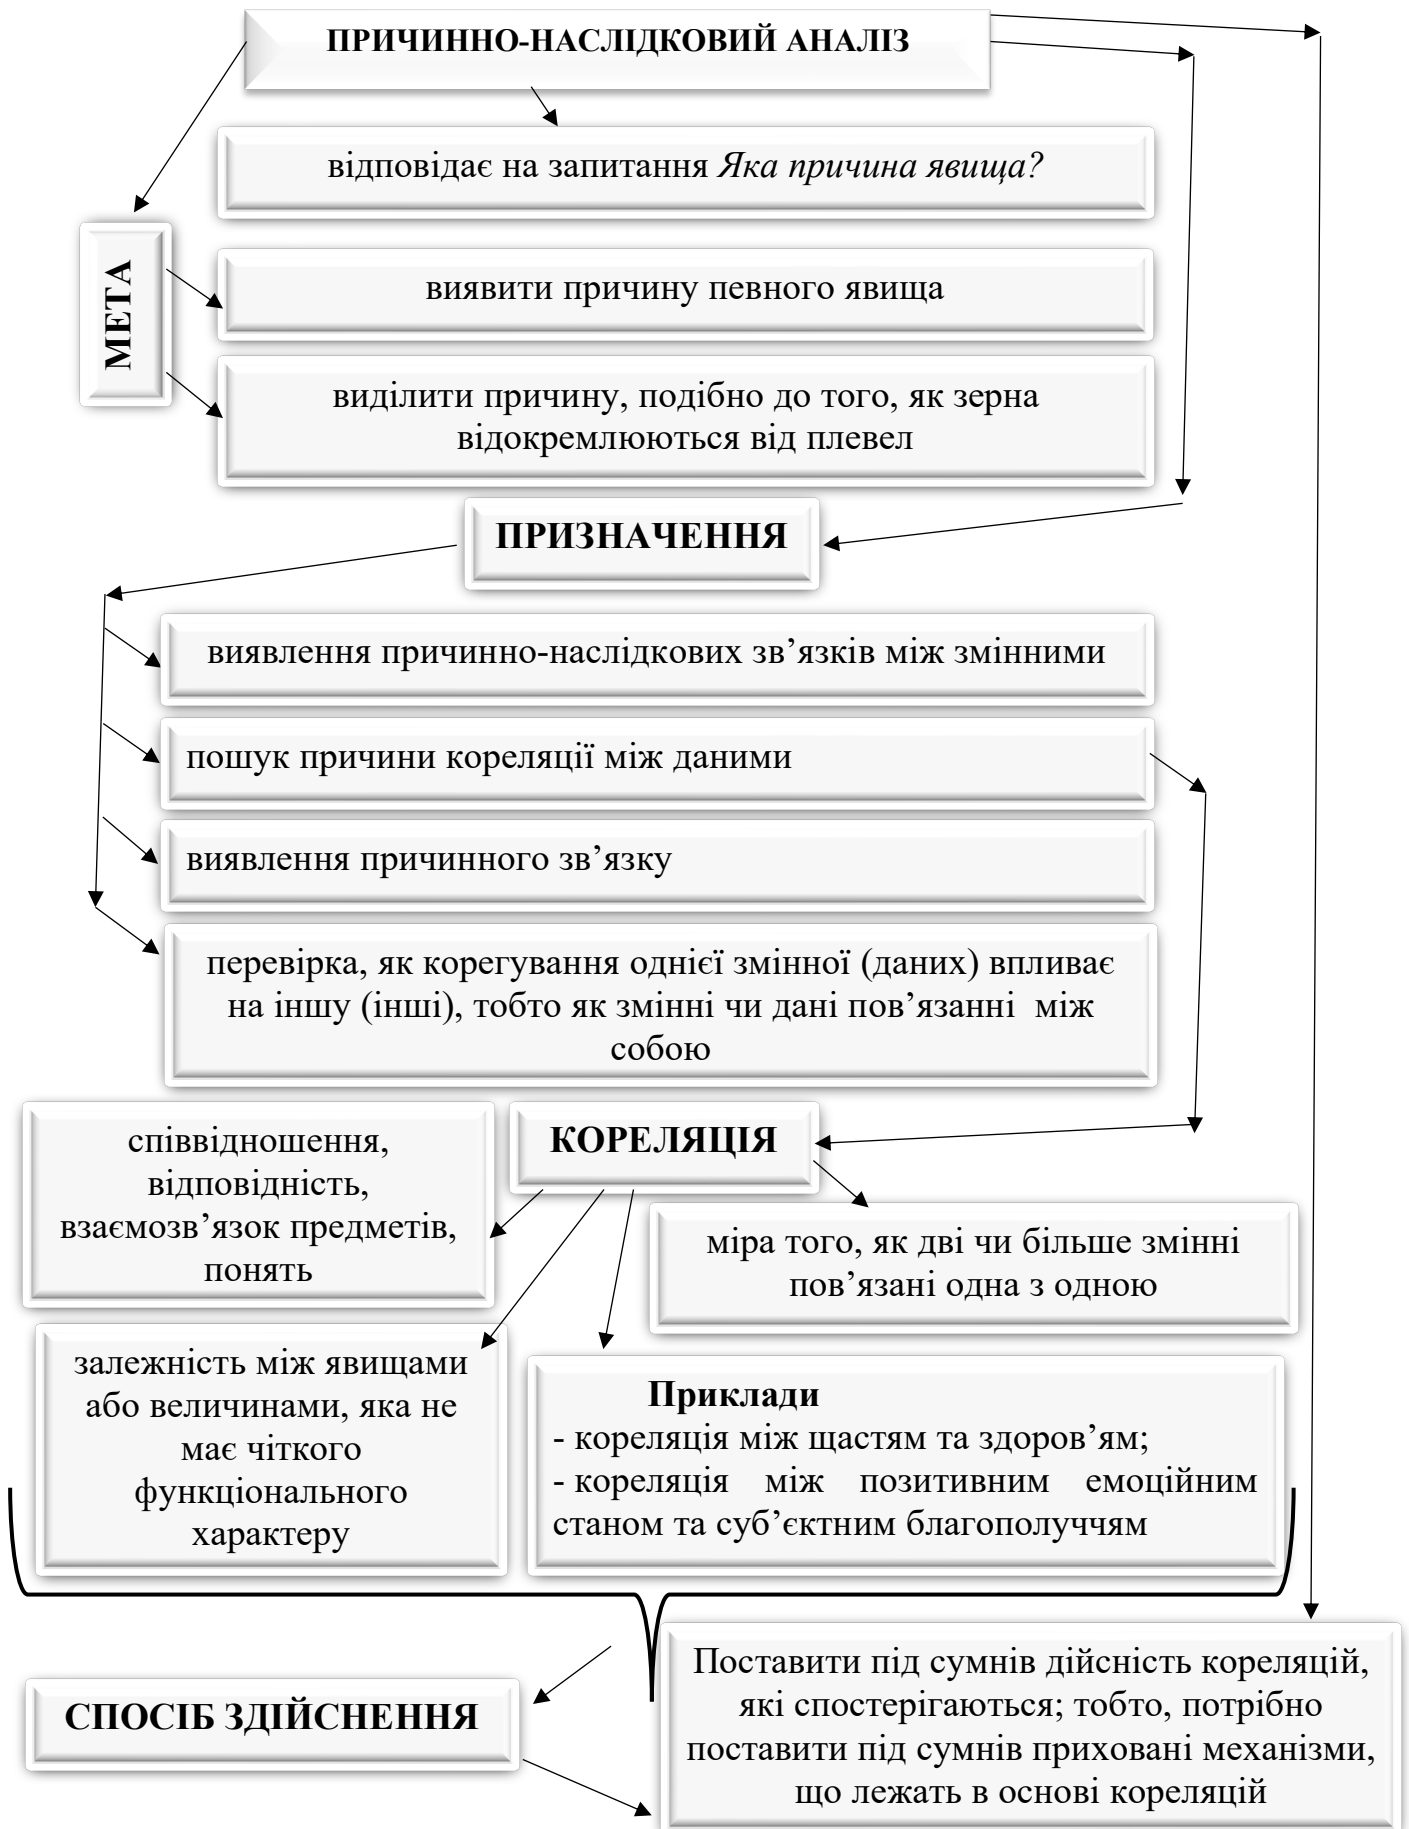 ПРИЧИННО-НАСЛІДКОВИЙ АНАЛІЗ
відповідає на запитання Яка причина явища?
МЕТА
виявити причину певного явища
виділити причину, подібно до того, як зерна
відокремлюються від плевел
ПРИЗНАЧЕННЯ
виявлення причинно-наслідкових зв’язків між змінними
пошук причини кореляції між даними
виявлення причинного зв’язку
перевірка, як корегування однієї змінної (даних) впливає
на іншу (інші), тобто як змінні чи дані пов’язанні між
собою
КОРЕЛЯЦІЯ
співвідношення,
відповідність,
взаємозв’язок предметів,
понять
міра того, як дві чи більше змінні
пов’язані одна з одною
залежність між явищами
або величинами, яка не
має чіткого
функціонального
характеру
Приклади
- кореляція між щастям та здоров’ям;
- кореляція між позитивним емоційним
станом та суб’єктним благополуччям
СПОСІБ ЗДІЙСНЕННЯ
Поставити під сумнів дійсність кореляцій,
які спостерігаються; тобто, потрібно
поставити під сумнів приховані механізми,
що лежать в основі кореляцій